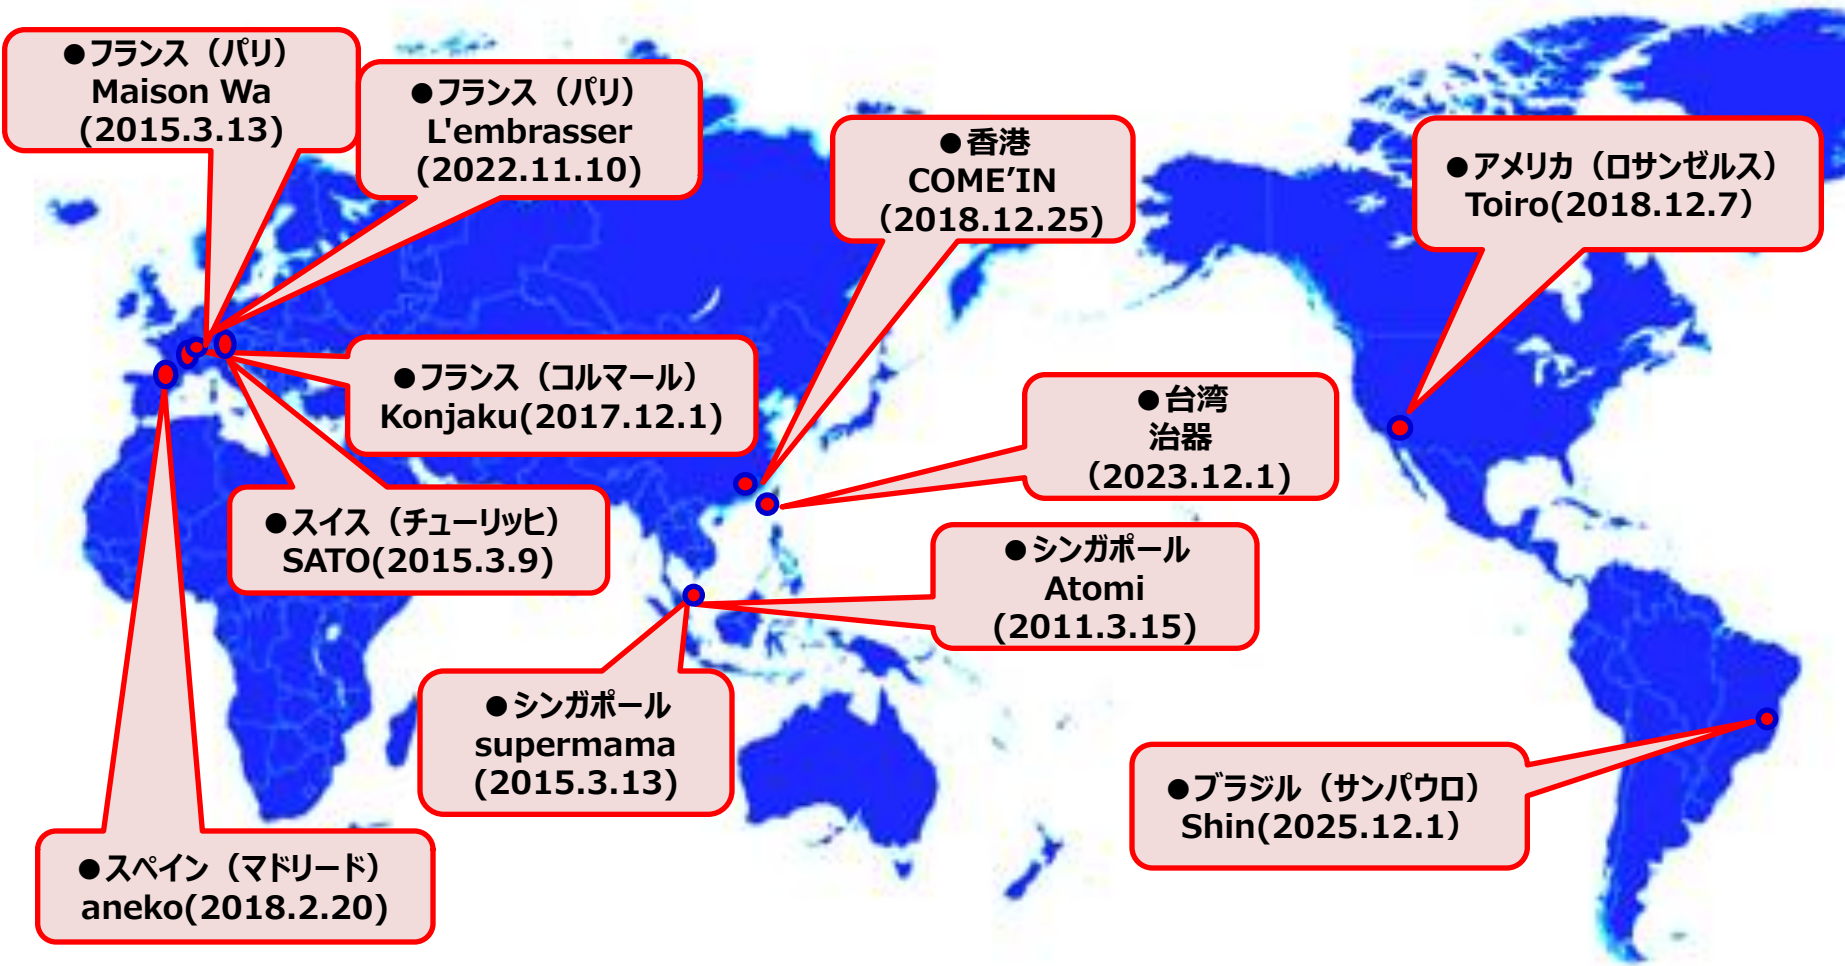 ●フランス（パリ）
Maison Wa
(2015.3.13)
●フランス（パリ）
L'embrasser
(2022.11.10)
●香港
COME’IN
（2018.12.25)
●アメリカ（ロサンゼルス）
Toiro(2018.12.7）
●フランス（コルマール）
Konjaku(2017.12.1)
●台湾
治器
（2023.12.1)
●スイス（チューリッヒ）
SATO(2015.3.9)
●シンガポール
Atomi
(2011.3.15)
●シンガポール
supermama
(2015.3.13)
●ブラジル（サンパウロ）
Shin(2025.12.1）
●スペイン（マドリード）
aneko(2018.2.20)